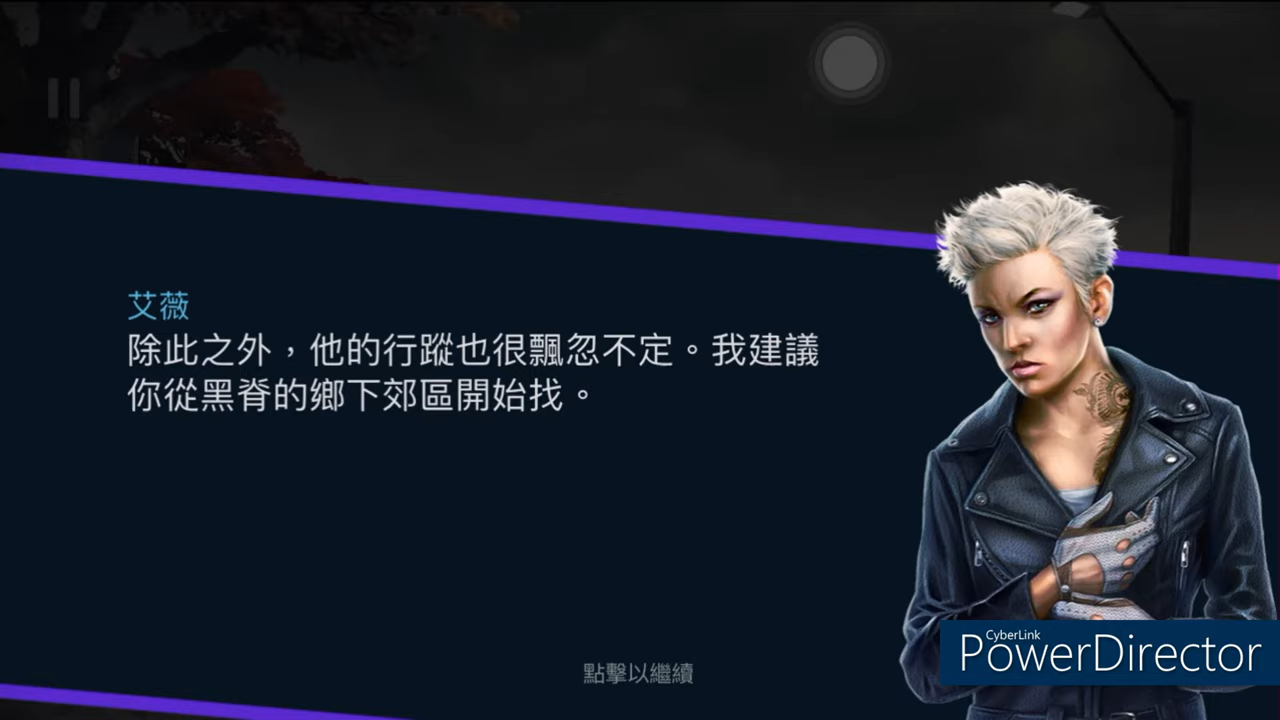 艾薇
除此之外，他的行蹤也很飄忽不定。我建議
你從黑脊的鄉下郊區開始找。
點擊以繼續
CyberLink
PowerDirector